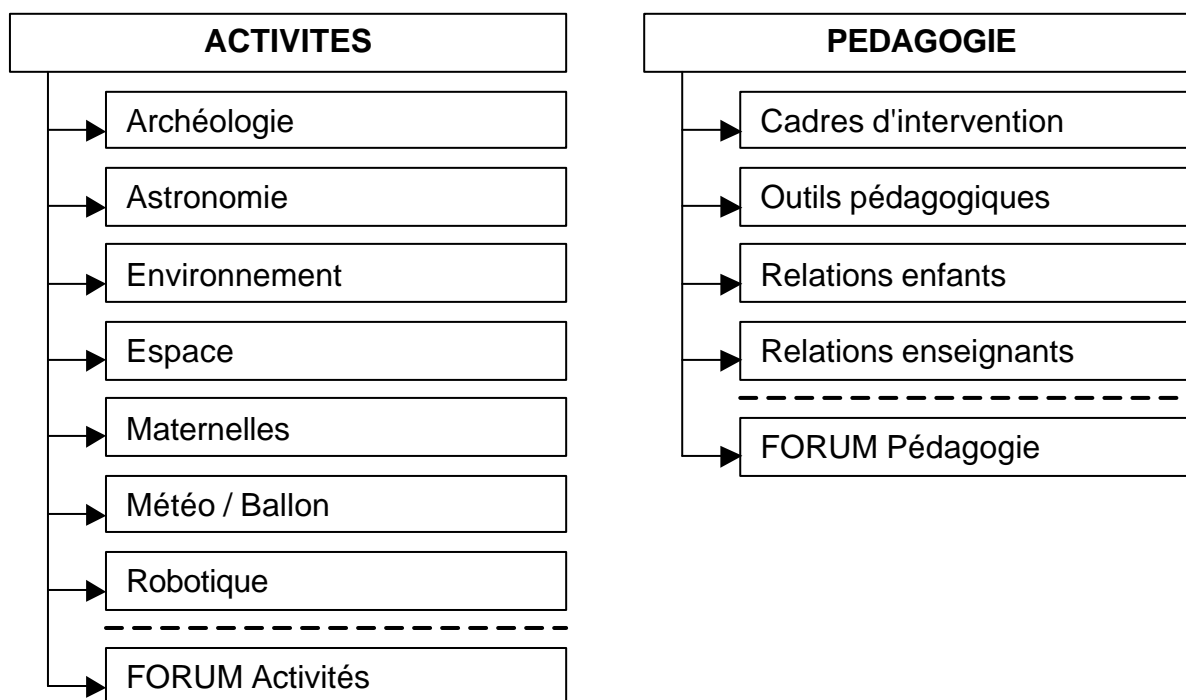 ACTIVITES
Archéologie
Astronomie
Environnement
Espace
Maternelles
Météo / Ballon
Robotique
FORUM Activités
PEDAGOGIE
Cadres d'intervention
Outils pédagogiques
Relations enfants
Relations enseignants
FORUM Pédagogie